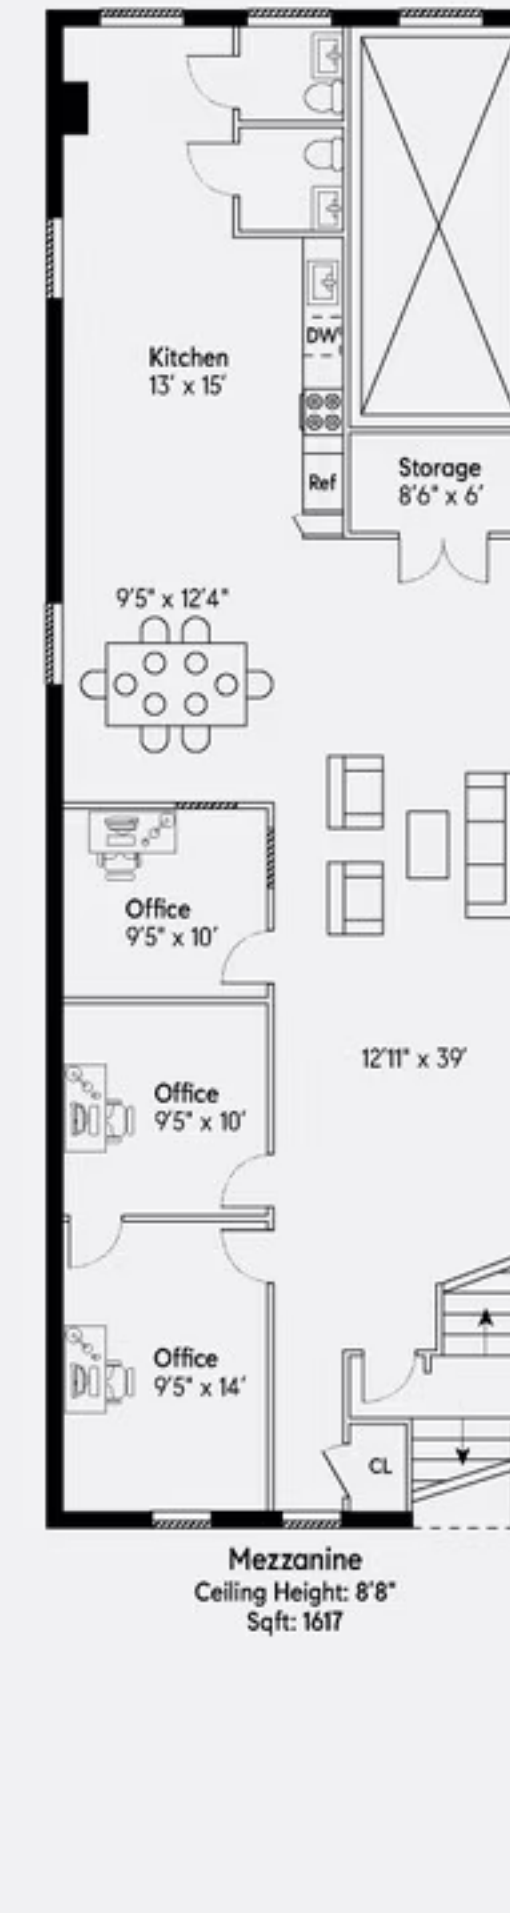 Kitchen
13' x 15'
DW
Ref
Storage
8'6" x 6'
9'5" x 12'4"
Office
9'5" x 10'
12'11" x 39'
Office
9'5" x 10'
Office
9'5" x 14'
CL
Mezzanine
Ceiling Height: 8'8"
Sqft: 1617